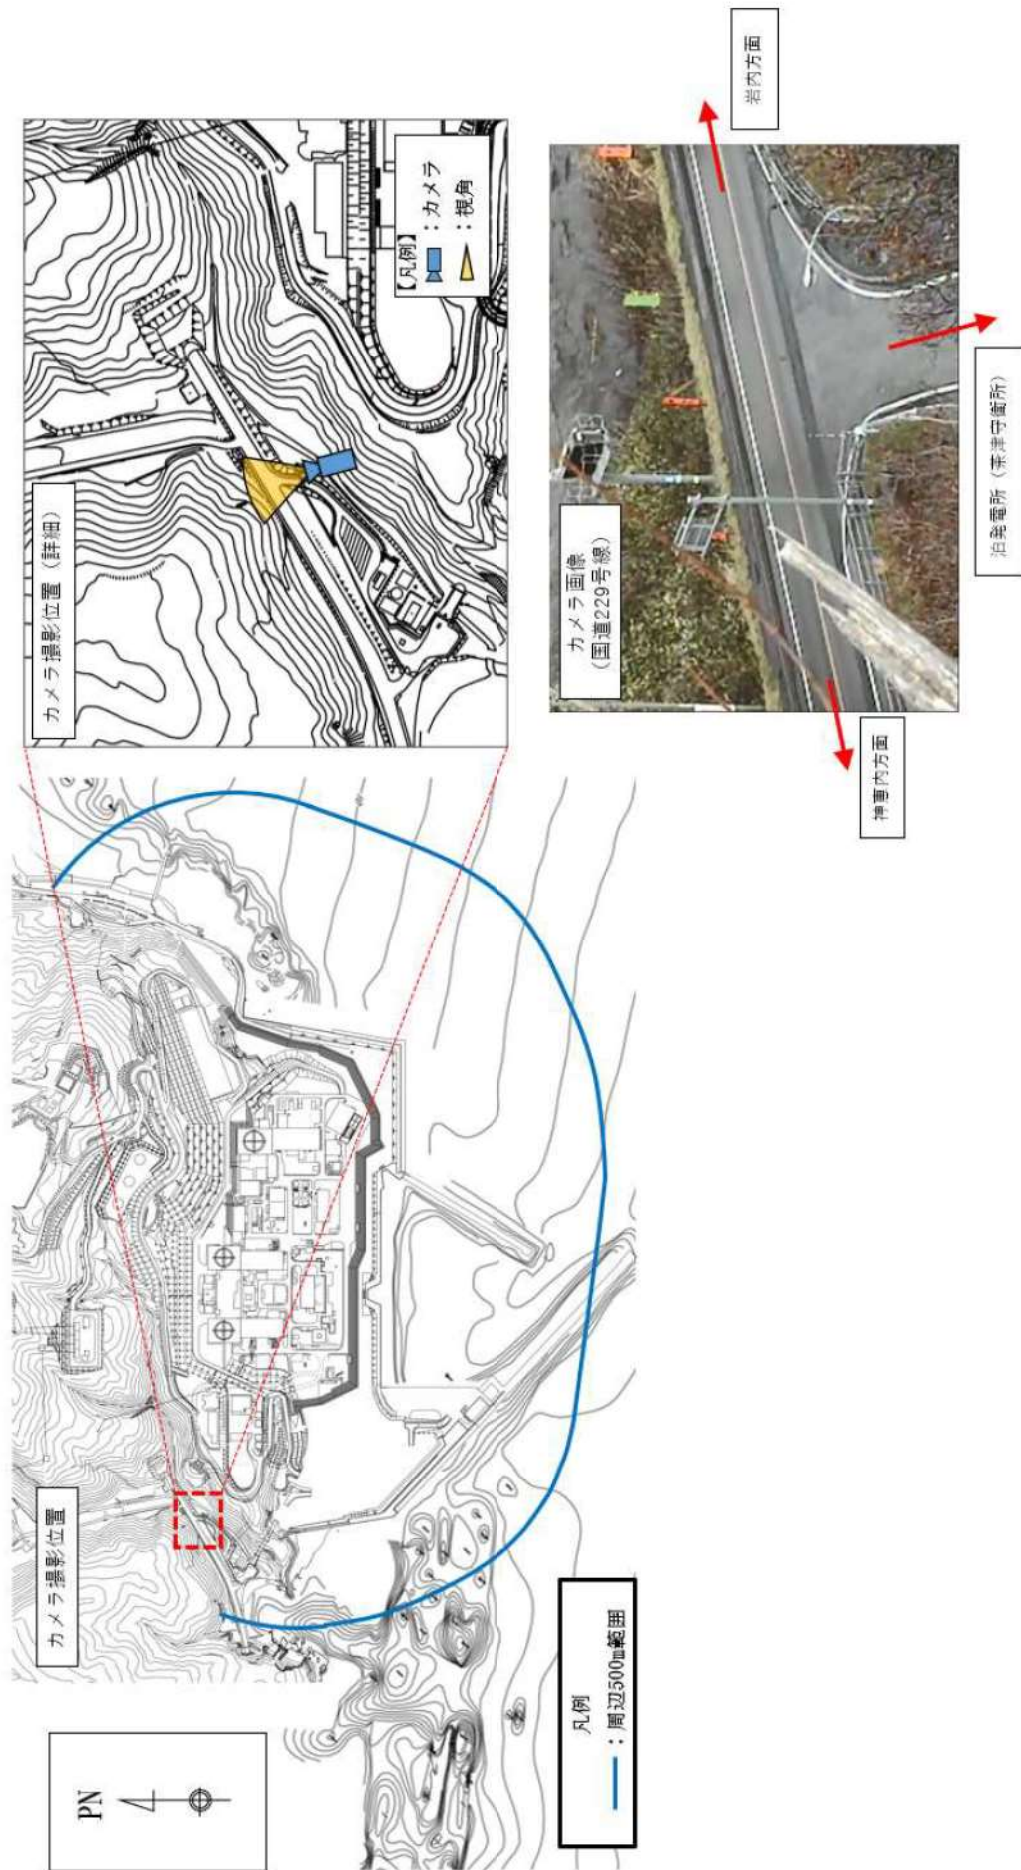 PN
カメラ撮影位置
凡例
：周辺500m範囲
カメラ撮影位置（詳細）
【凡例】
：カメラ
：視角
カメラ画像
（国道229号線）
神恵内方面
岩内方面
泊発電所（茶津守衛所）